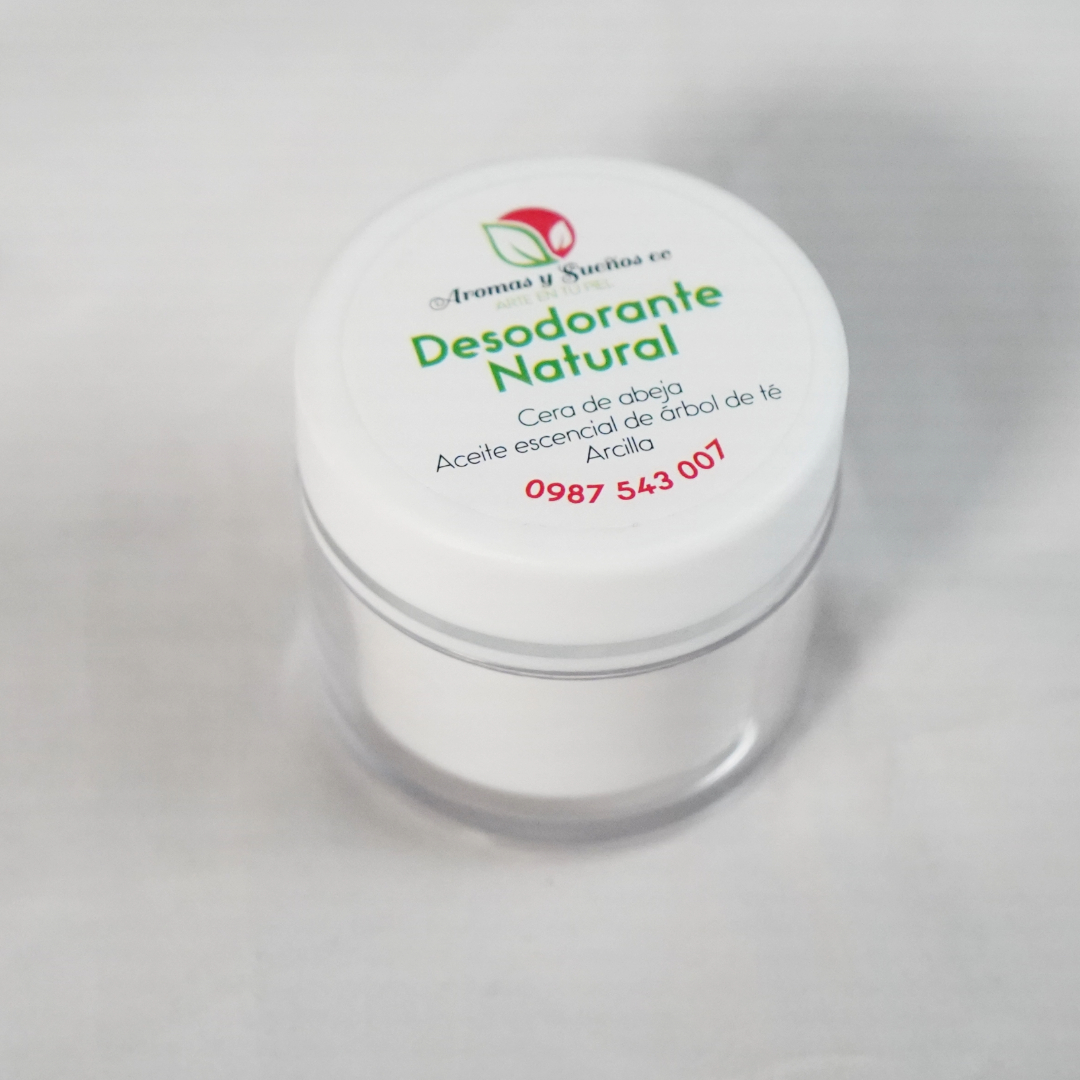 Aromas y Sueños ec
ARTE EN TU PIEL
Desodorante
Natural
Cera de abeja
Aceite escencial de árbol de té
Arcilla
0987 543 007